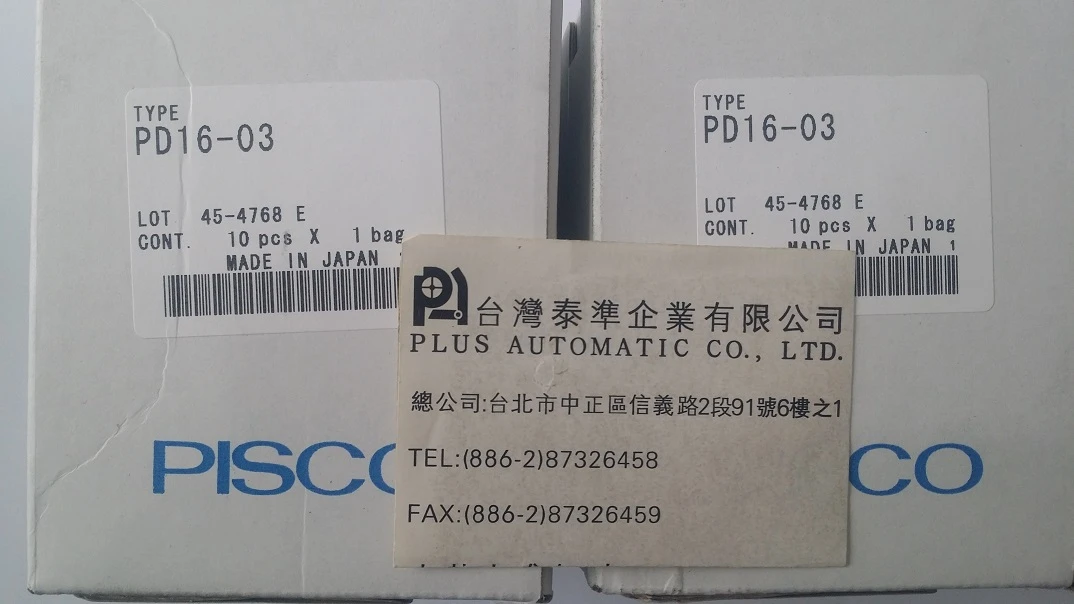 TYPE
PD16-03
LOT 45-4768 E
CONT. 10 pcs X 1 bag
MADE IN JAPAN
PISCO
TYPE
PD16-03
LOT 45-4768 E
CONT. 10 pcs X 1 bag
MADE IN JAPAN 1
CO
台灣泰準企業有限公司
PLUS AUTOMATIC CO., LTD.
總公司:台北市中正區信義路2段91號6樓之1
TEL:(886-2)87326458
FAX:(886-2)87326459